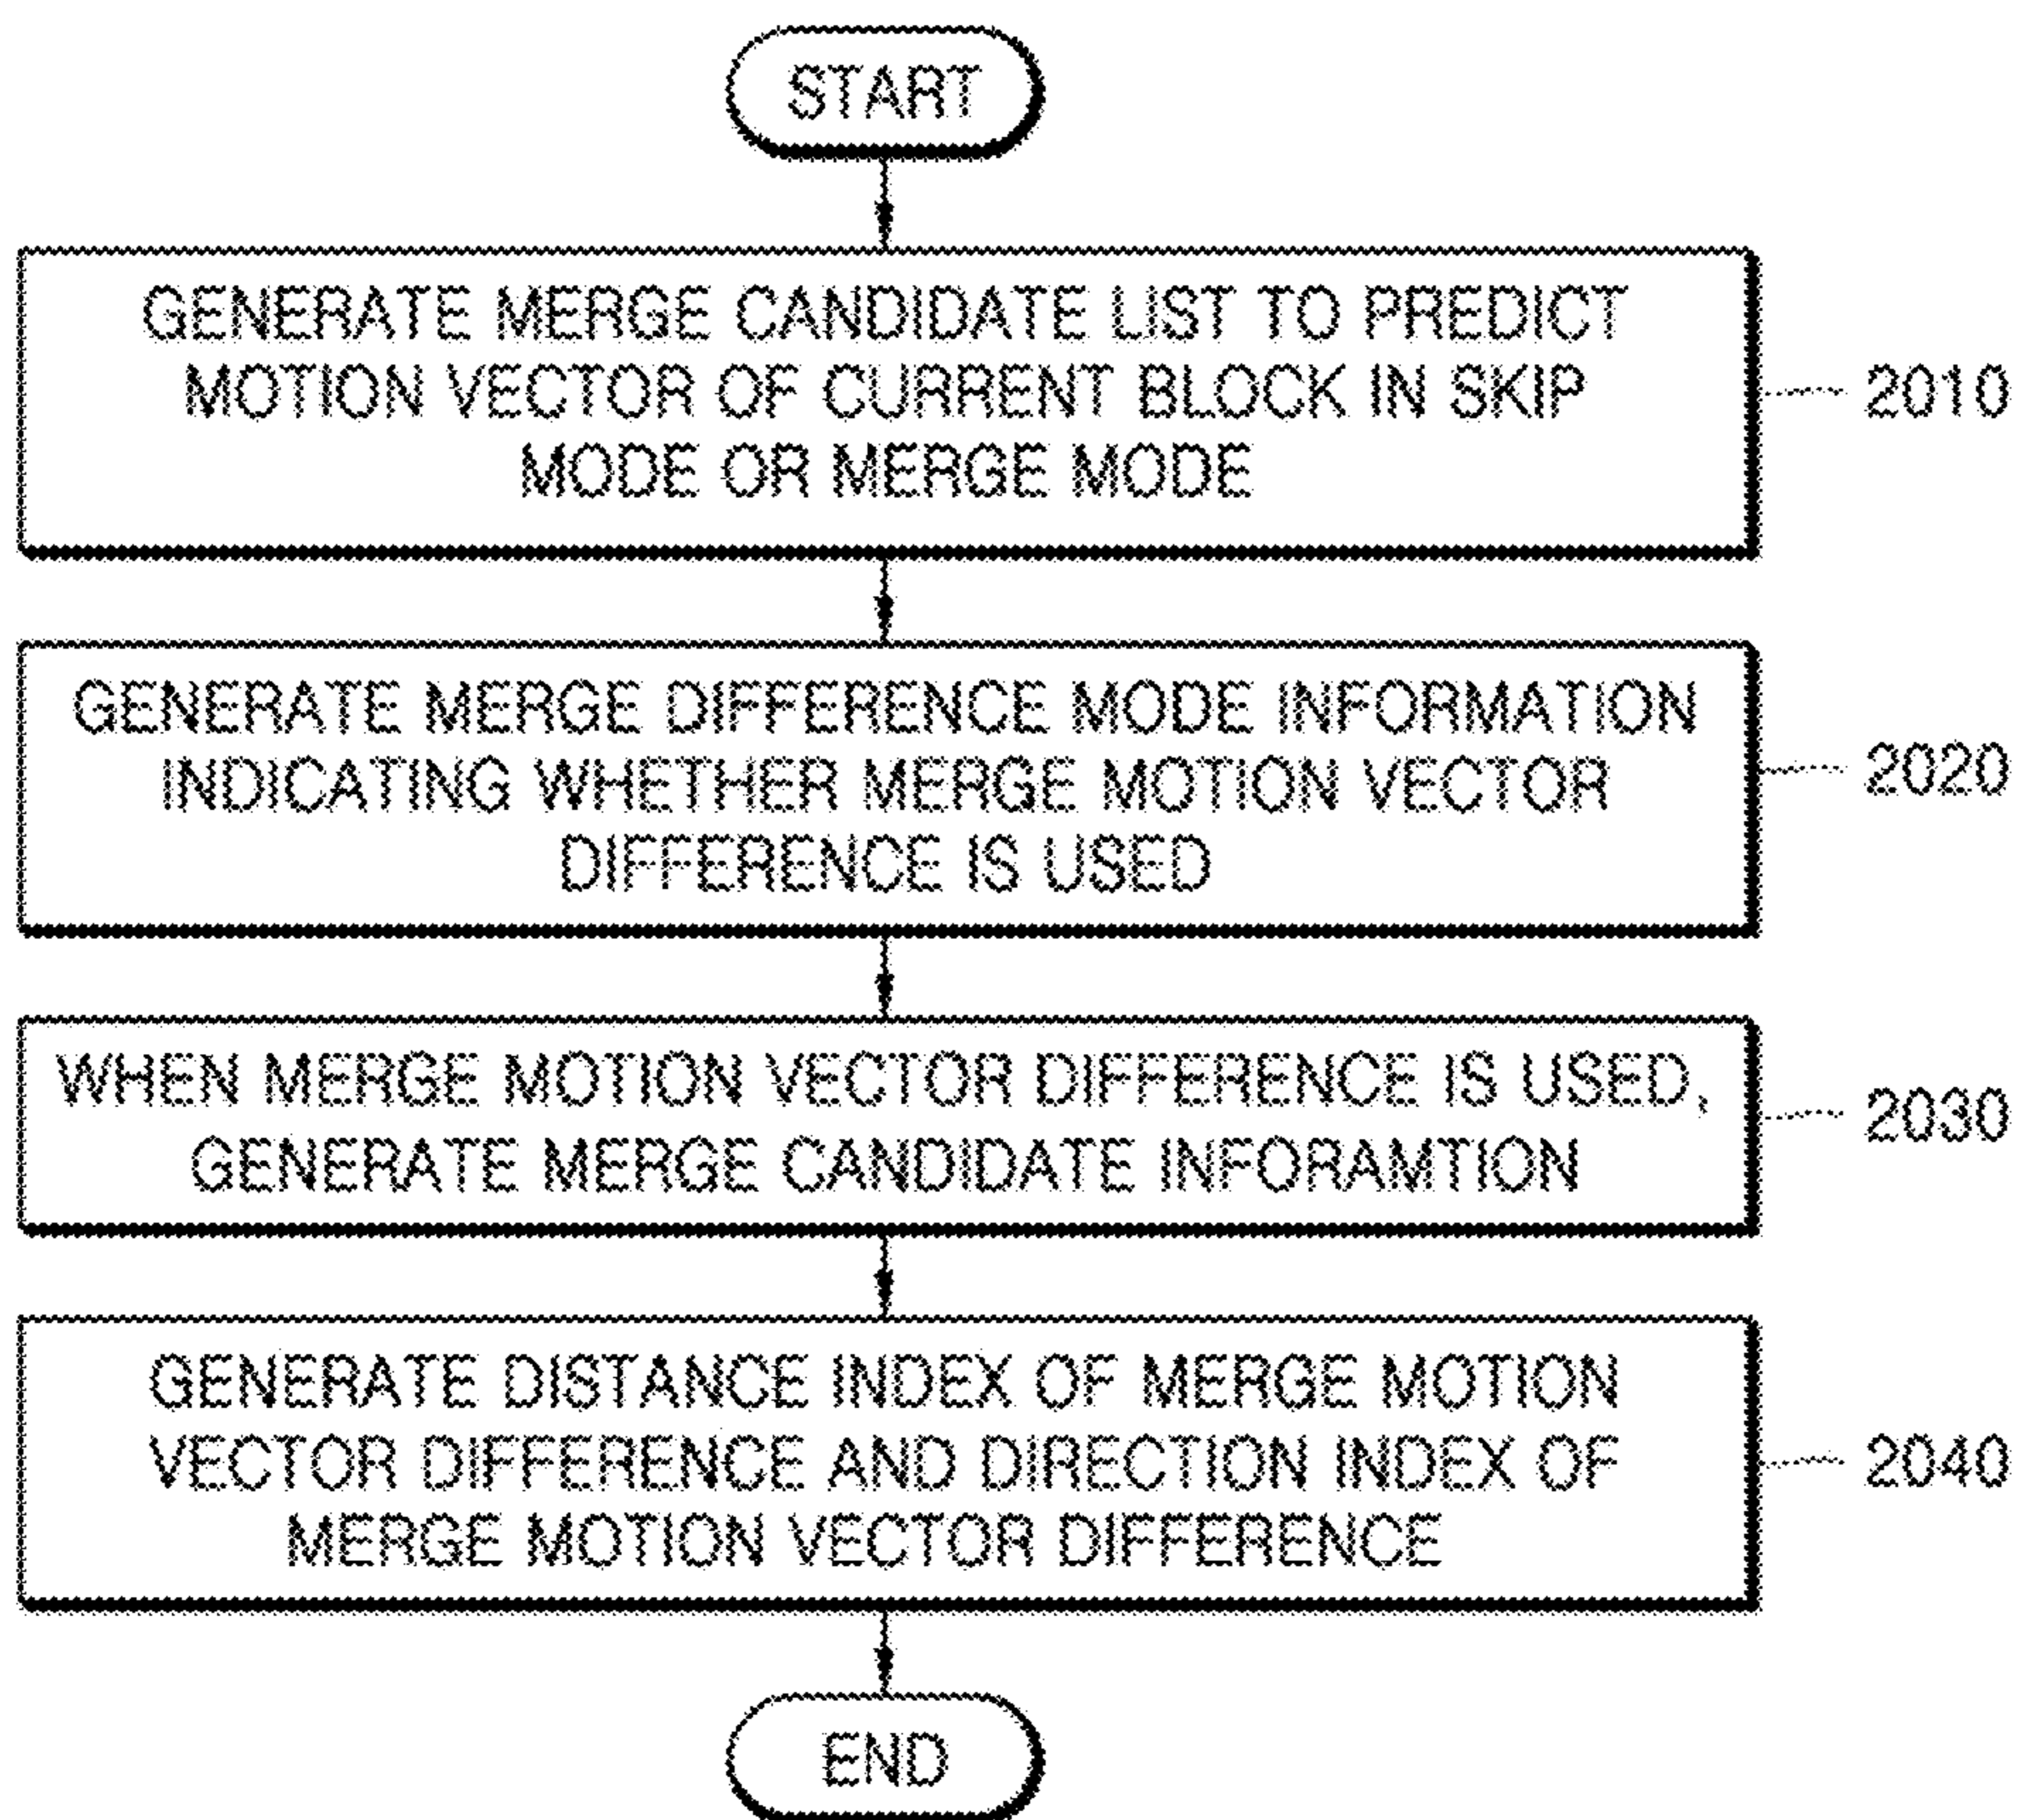 START
GENERATE MERGE CANDIDATE LIST TO PREDICT
MOTION VECTOR OF CURRENT BLOCK IN SKIP
MODE OR MERGE MODE
2010
GENERATE MERGE DIFFERENCE MODE INFORMATION
INDICATING WHETHER MERGE MOTION VECTOR
DIFFERENCE IS USED
2020
WHEN MERGE MOTION VECTOR DIFFERENCE IS USED,
GENERATE MERGE CANDIDATE INFORAMTION
2030
GENERATE DISTANCE INDEX OF MERGE MOTION
VECTOR DIFFERENCE AND DIRECTION INDEX OF
MERGE MOTION VECTOR DIFFERENCE
2040
END